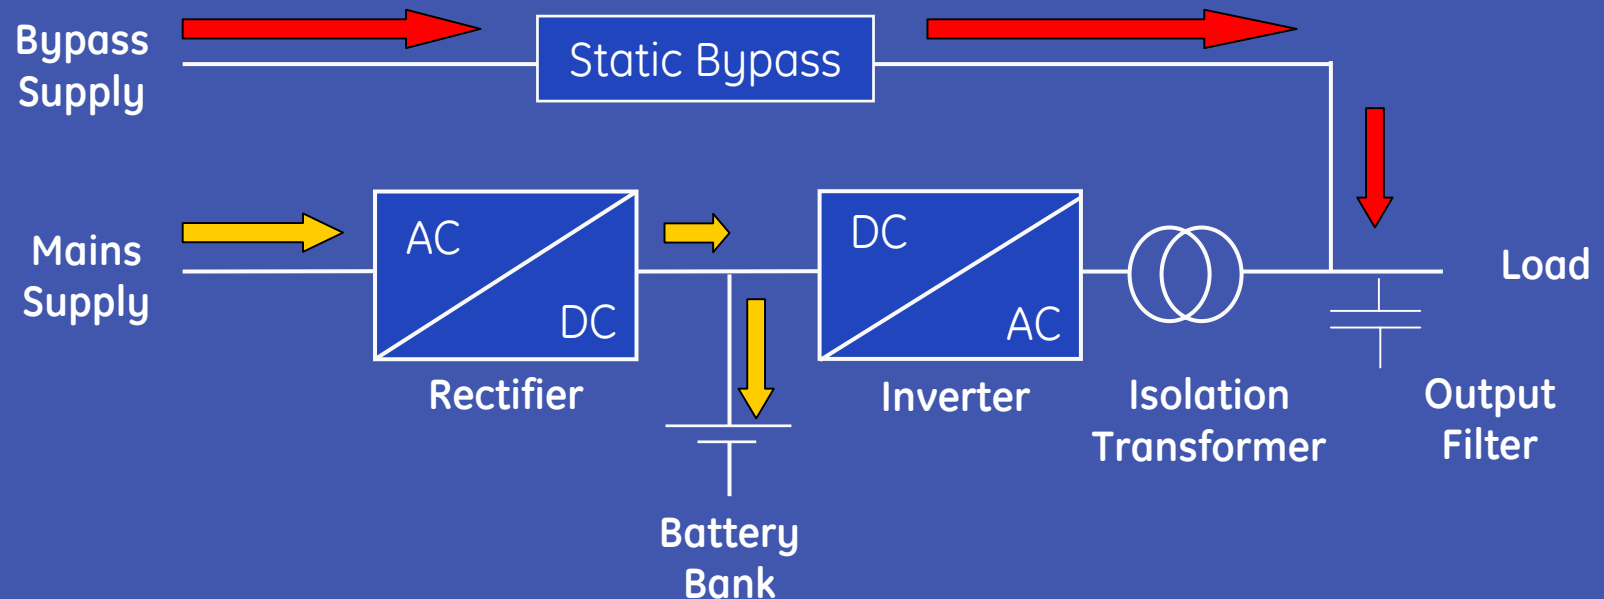 Bypass
Supply
Static Bypass
Mains
Supply
AC
DC
DC
AC
Load
Rectifier
Inverter
Isolation
Transformer
Output
Filter
Battery
Bank